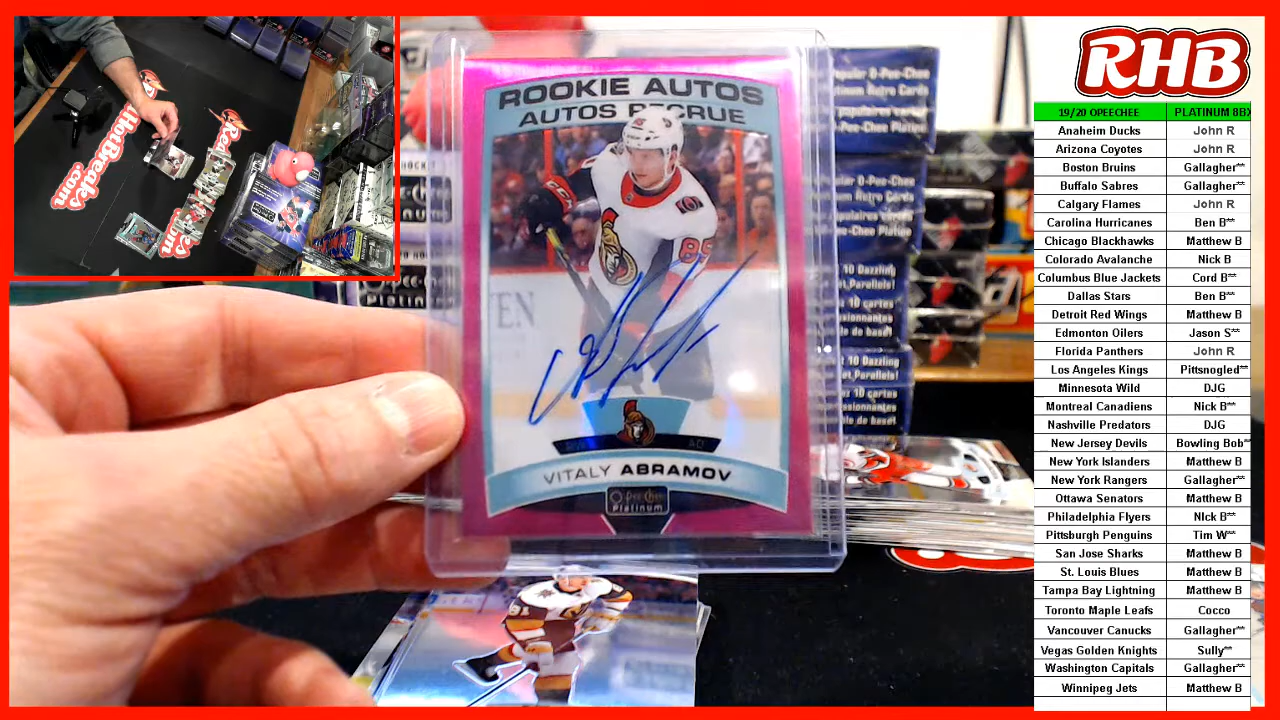 ROOKIE AUTOS
AUTOS RECRUE
85
VITALY ABRAMOV
O-Pee-Chee
Platinum
91
RedHotBreaks
.com
RHB
19/20 OPEECHEE PLATINUM 8BX
Anaheim Ducks John R
Arizona Coyotes John R
Boston Bruins Gallagher**
Buffalo Sabres Gallagher**
Calgary Flames John R
Carolina Hurricanes Ben B**
Chicago Blackhawks Matthew B
Colorado Avalanche Nick B
Columbus Blue Jackets Cord B**
Dallas Stars Ben B**
Detroit Red Wings Matthew B
Edmonton Oilers Jason S**
Florida Panthers John R
Los Angeles Kings Pittsnogled**
Minnesota Wild DJG
Montreal Canadiens Nick B**
Nashville Predators DJG
New Jersey Devils Bowling Bob**
New York Islanders Matthew B
New York Rangers Gallagher**
Ottawa Senators Matthew B
Philadelphia Flyers NIck B**
Pittsburgh Penguins Tim W**
San Jose Sharks Matthew B
St. Louis Blues Matthew B
Tampa Bay Lightning Matthew B
Toronto Maple Leafs Cocco
Vancouver Canucks Gallagher**
Vegas Golden Knights Sully**
Washington Capitals Gallagher**
Winnipeg Jets Matthew B